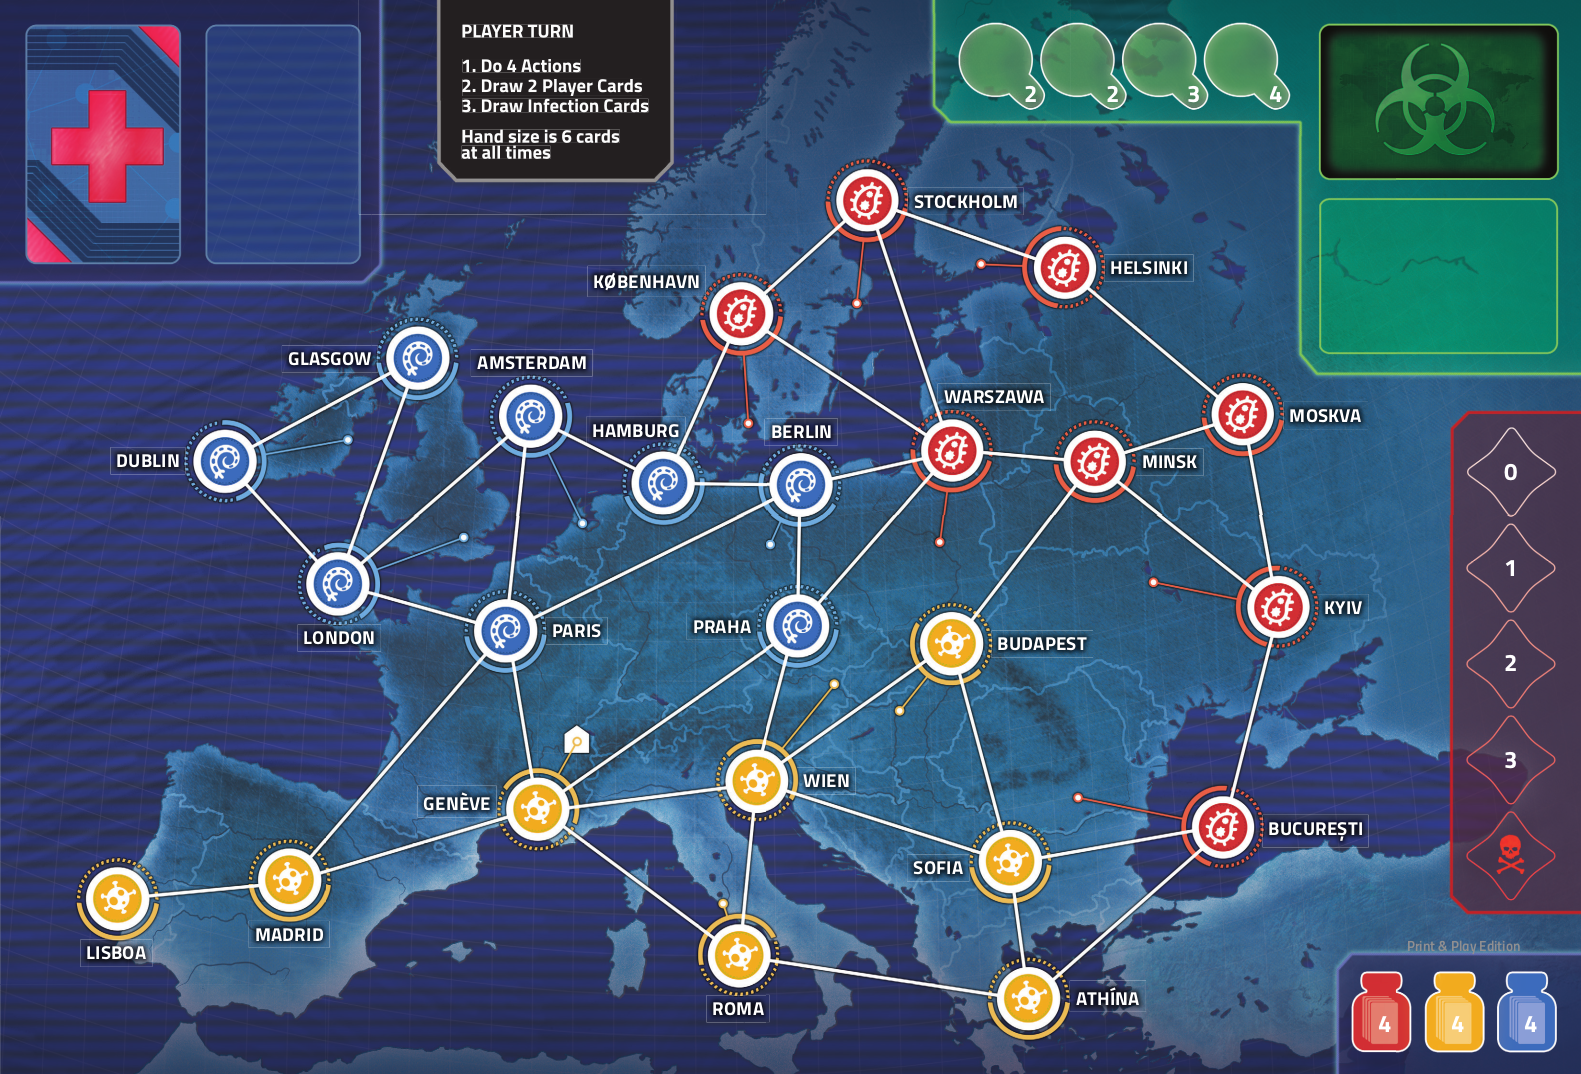 PLAYER TURN
1. Do 4 Actions
2. Draw 2 Player Cards
3. Draw Infection Cards
Hand size is 6 cards
at all times
2
2
3
4
STOCKHOLM
HELSINKI
KØBENHAVN
GLASGOW
AMSTERDAM
WARSZAWA
MOSKVA
HAMBURG
BERLIN
DUBLIN
MINSK
0
1
KYIV
LONDON
PARIS
PRAHA
BUDAPEST
2
3
GENÈVE
WIEN
BUCUREȘTI
SOFIA
MADRID
LISBOA
ROMA
ATHÍNA
Print & Play Edition
4
4
4